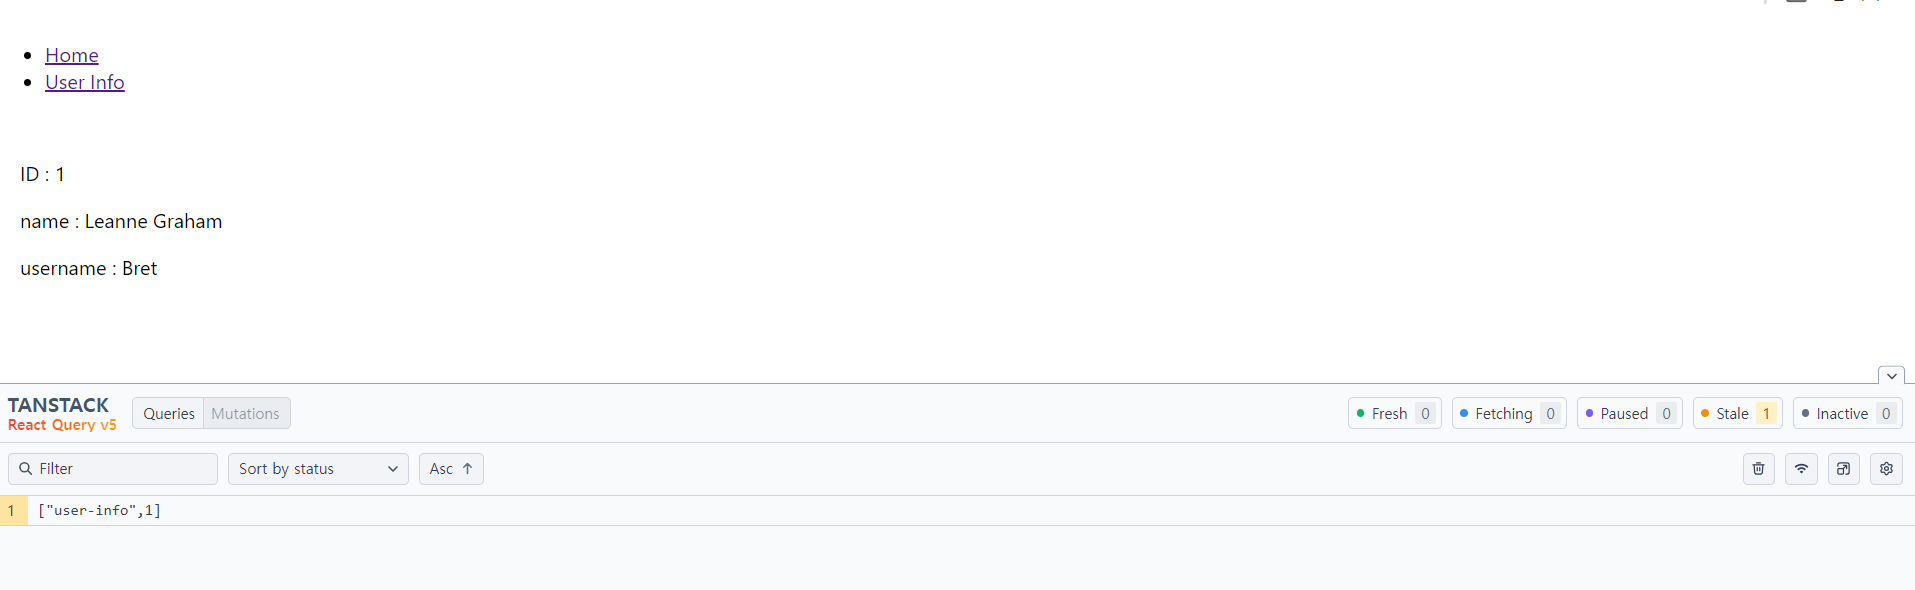 Home
User Info
ID : 1
name : Leanne Graham
username : Bret
TANSTACK
React Query v5
Queries Mutations
Fresh 0 Fetching 0 Paused 0 Stale 1 Inactive 0
Filter Sort by status Asc
1 ["user-info",1]